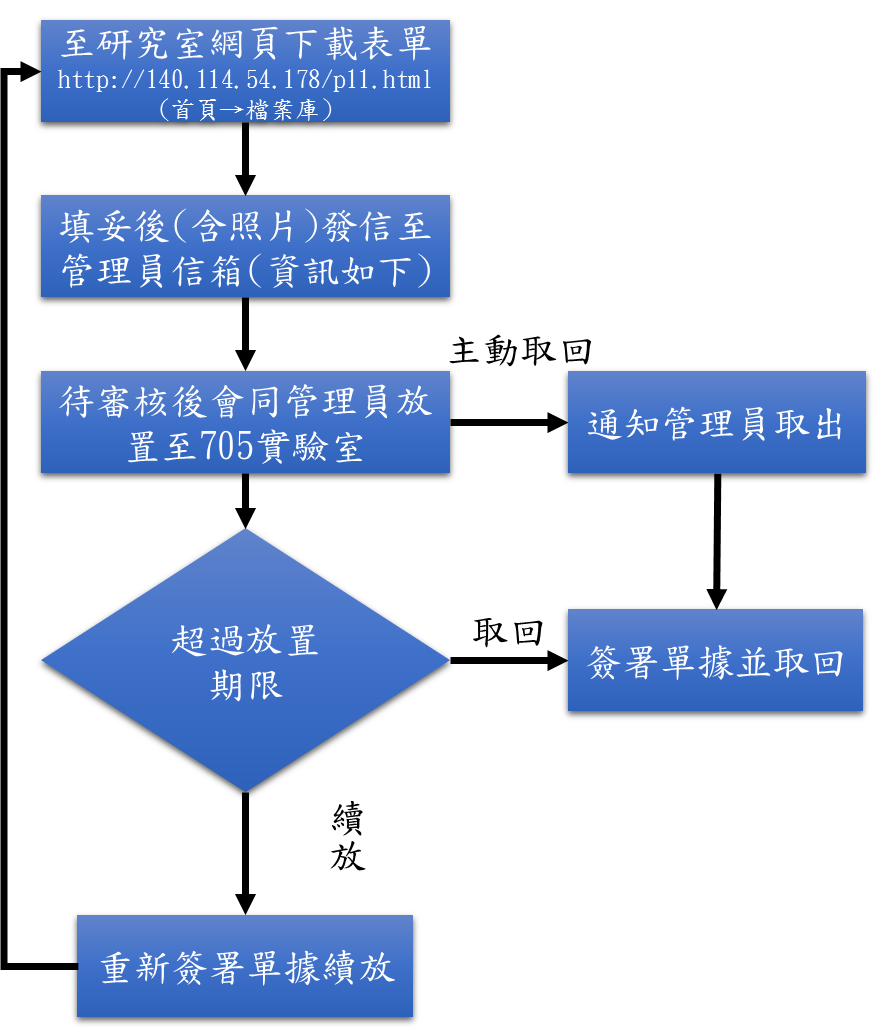 至研究室網頁下載表單
http://140.114.54.178/p11.html
(首頁→檔案庫)
填妥後(含照片)發信至
管理員信箱(資訊如下)
主動取回
待審核後會同管理員放
置至705實驗室
通知管理員取出
超過放置
期限
取回
簽署單據並取回
續
放
重新簽署單據續放